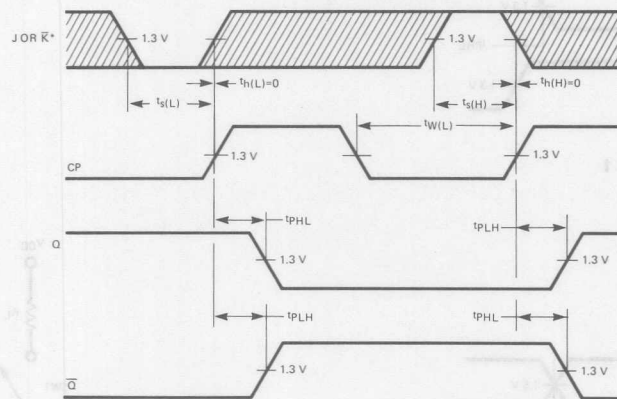 J OR K̅*
1.3 V
1.3 V
th(L)=0
th(H)=0
ts(L)
ts(H)
tW(L)
CP
1.3 V
1.3 V
tPHL
tPLH
Q
1.3 V
1.3 V
tPLH
tPHL
1.3 V
1.3 V
Q̅